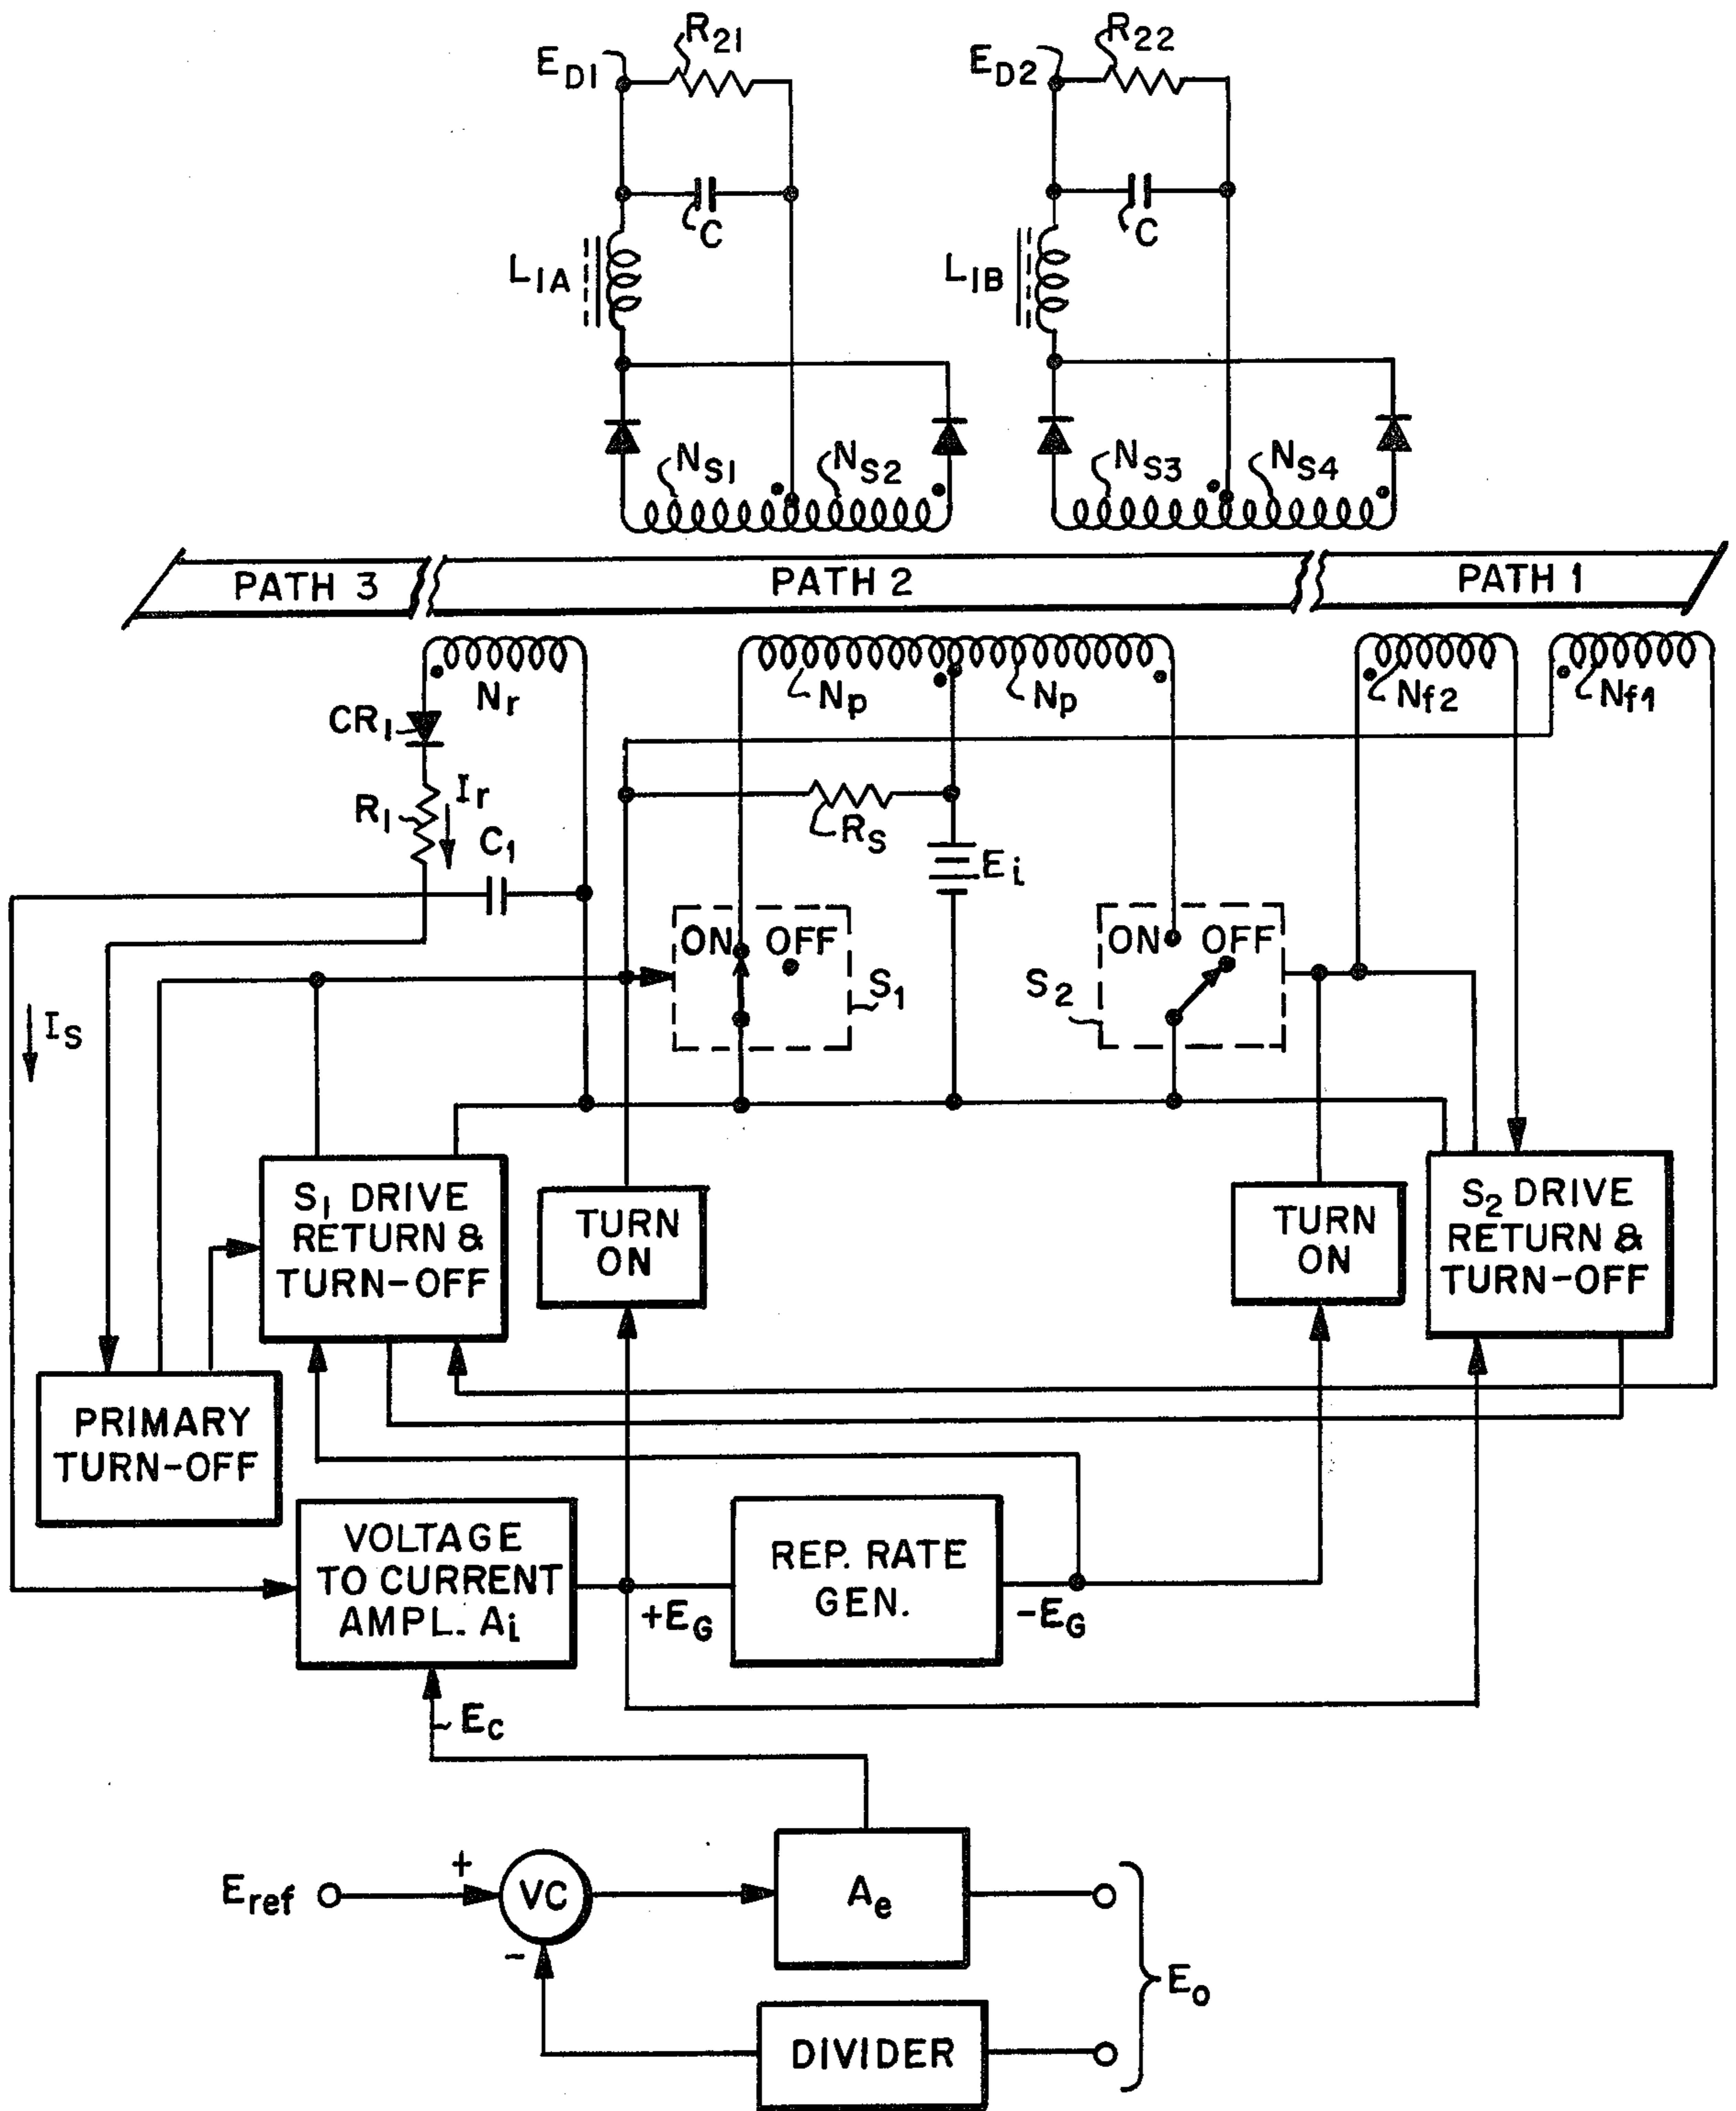 R21
R22
ED1
ED2
C
C
L1A
L1B
NS1
NS2
NS3
NS4
PATH 3
PATH 2
PATH 1
Nr
Np
Np
Nf2
Nf1
CR1
R1
Ir
C1
RS
Ei
ON OFF
S1
ON OFF
S2
IS
S1 DRIVE
RETURN &
TURN-OFF
TURN
ON
TURN
ON
S2 DRIVE
RETURN &
TURN-OFF
PRIMARY
TURN-OFF
VOLTAGE
TO CURRENT
AMPL. Ai
+EG
REP. RATE
GEN.
-EG
Ec
Eref
+
VC
-
Ae
Eo
DIVIDER